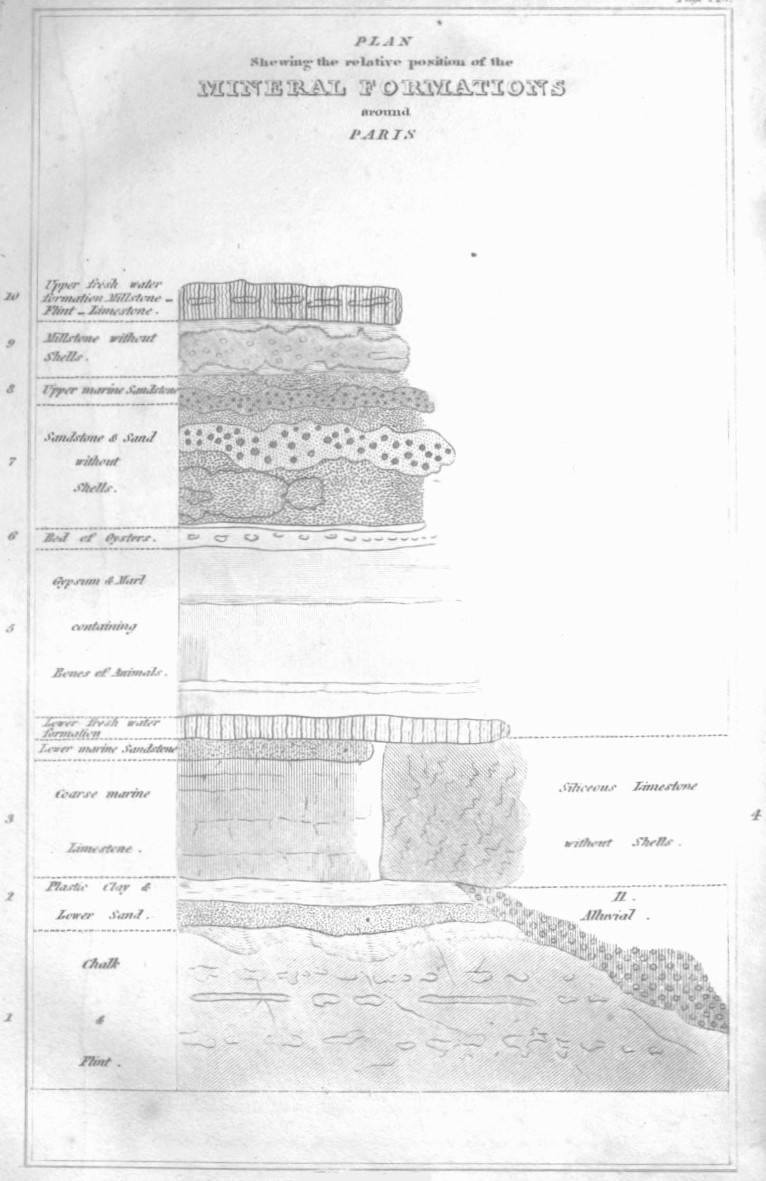 PLAN
Shewing the relative position of the
MINERAL FORMATIONS
around
PARIS
10
Upper fresh water
formation Millstone -
Flint - Limestone.
9
Millstone without
Shells.
8
Upper marine Sandstone
7
Sandstone & Sand
without
Shells.
6
Bed of Oysters.
5
Gypsum & Marl
containing
Bones of Animals.
Lower fresh water
formation
Lower marine Sandstone
3
Coarse marine
Limestone.
Siliceous Limestone
without Shells.
4
2
Plastic Clay &
Lower Sand.
11.
Alluvial.
1
Chalk
&
Flint.